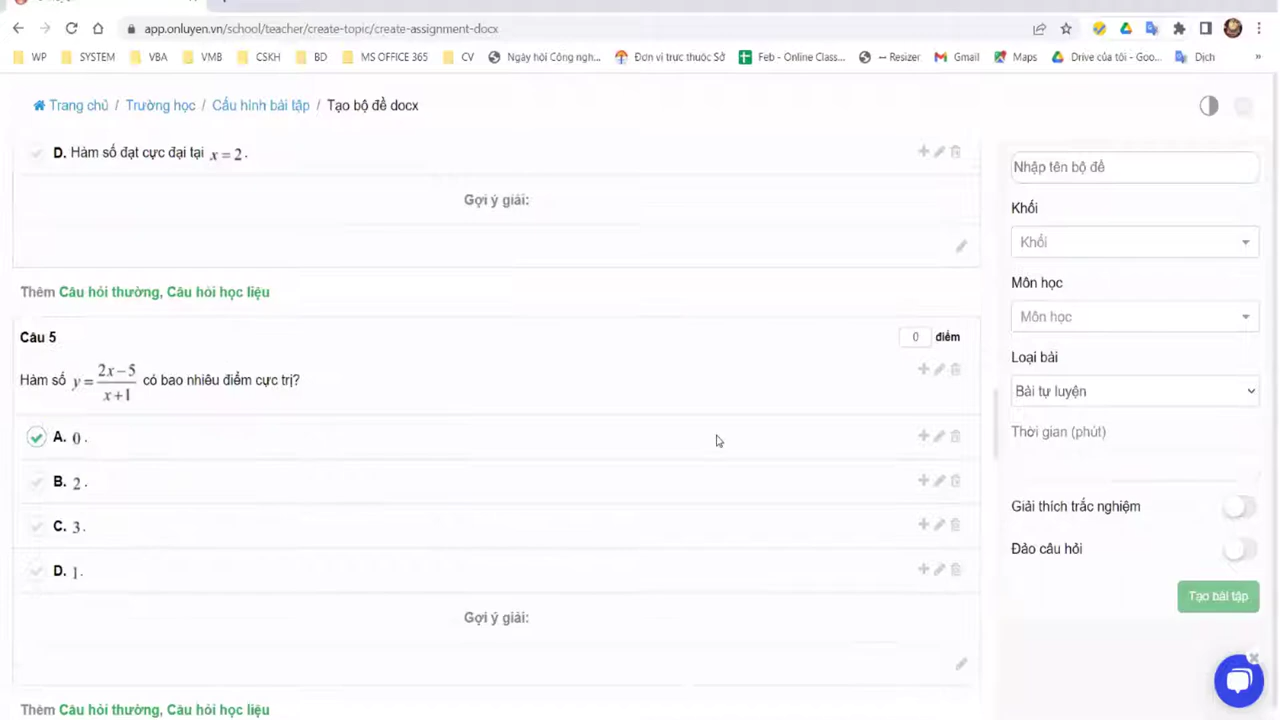 app.onluyen.vn/school/teacher/create-topic/create-assignment-docx
WP SYSTEM VBA VMB CSKH BD MS OFFICE 365 CV Ngày hội Công ngh... Đơn vị trực thuộc Sở Feb - Online Class... -- Resizer Gmail Maps Drive của tôi - Goo... Dịch »
Trang chủ / Trường học / Cấu hình bài tập / Tạo bộ đề docx
D. Hàm số đạt cực đại tại x = 2 .
Gợi ý giải:
Thêm Câu hỏi thường, Câu hỏi học liệu
Câu 5
0 điểm
Hàm số y = (2x − 5)/(x + 1) có bao nhiêu điểm cực trị?
A. 0 .
B. 2 .
C. 3 .
D. 1 .
Gợi ý giải:
Thêm Câu hỏi thường, Câu hỏi học liệu
Nhập tên bộ đề
Khối
Khối
Môn học
Môn học
Loại bài
Bài tự luyện
Thời gian (phút)
Giải thích trắc nghiệm
Đảo câu hỏi
Tạo bài tập